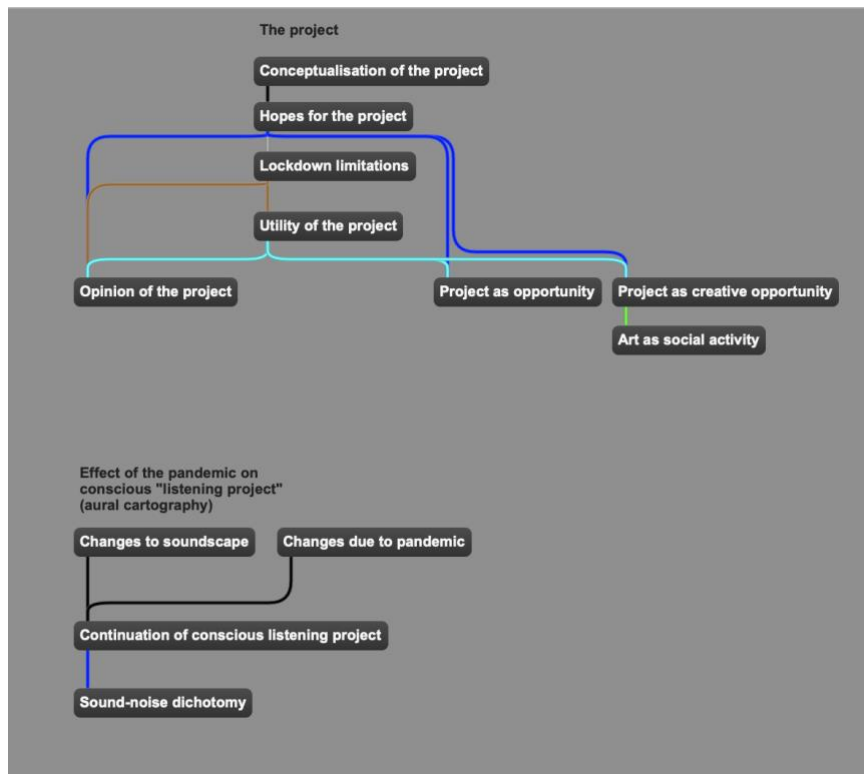 The project
Conceptualisation of the project
Hopes for the project
Lockdown limitations
Utility of the project
Opinion of the project
Project as opportunity
Project as creative opportunity
Art as social activity
Effect of the pandemic on
conscious "listening project"
(aural cartography)
Changes to soundscape
Changes due to pandemic
Continuation of conscious listening project
Sound-noise dichotomy